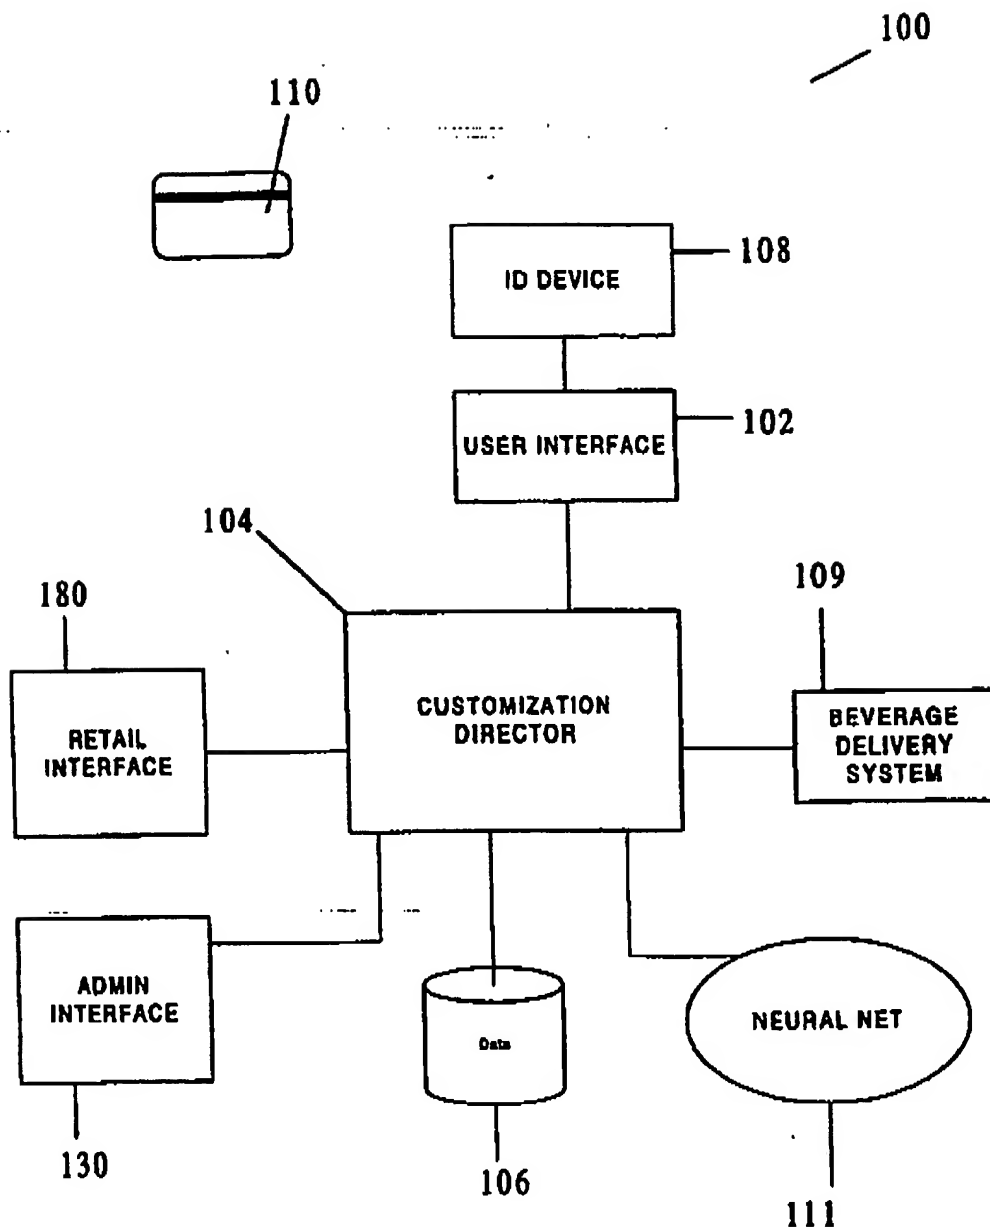 100
110
ID DEVICE
108
USER INTERFACE
102
104
180
109
CUSTOMIZATION
DIRECTOR
RETAIL
INTERFACE
BEVERAGE
DELIVERY
SYSTEM
ADMIN
INTERFACE
Data
NEURAL NET
130
106
111